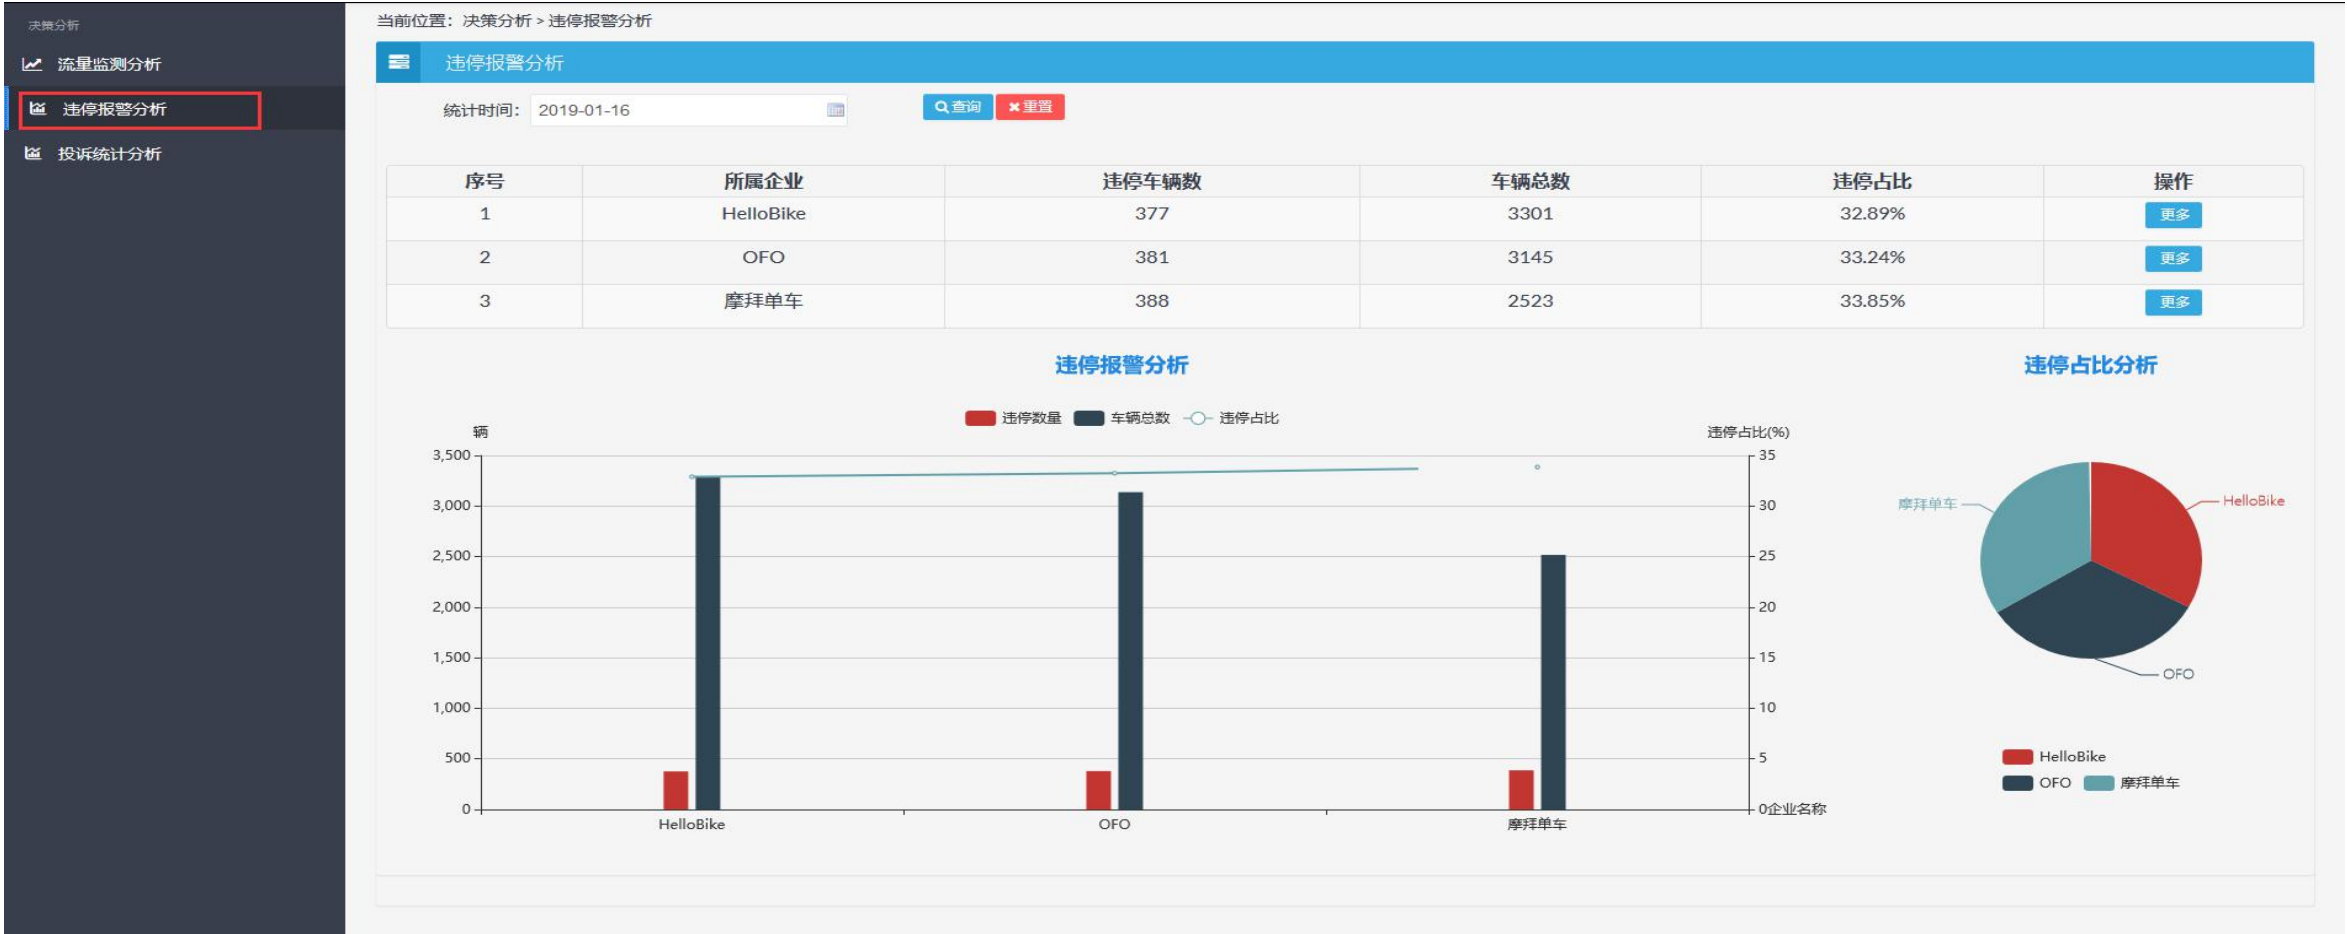 决策分析
流量监测分析
违停报警分析
投诉统计分析
当前位置：决策分析 > 违停报警分析
违停报警分析
统计时间： 2019-01-16 查询 重置
序号 所属企业 违停车辆数 车辆总数 违停占比 操作
1 HelloBike 377 3301 32.89% 更多
2 OFO 381 3145 33.24% 更多
3 摩拜单车 388 2523 33.85% 更多
违停报警分析
违停数量 车辆总数 违停占比
辆 违停占比(%)
3,500 35
3,000 30
2,500 25
2,000 20
1,500 15
1,000 10
500 5
0 0企业名称
HelloBike OFO 摩拜单车
违停占比分析
摩拜单车 HelloBike
OFO
HelloBike
OFO 摩拜单车